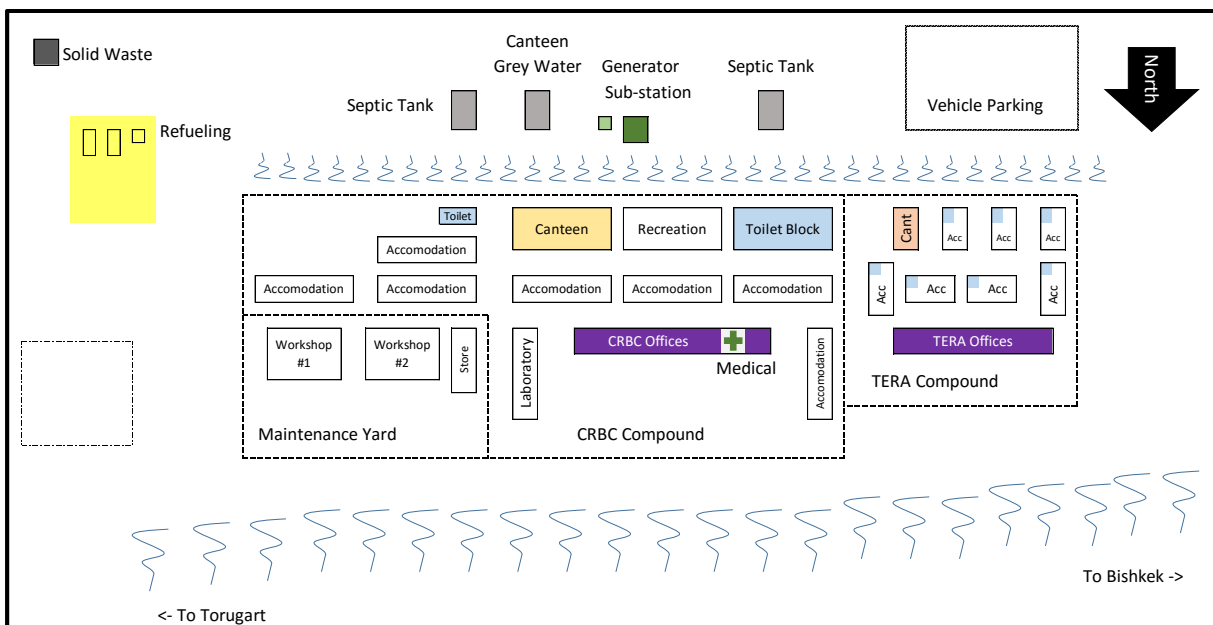 Solid Waste
Canteen
Grey Water
Generator
Sub-station
Septic Tank
Septic Tank
Vehicle Parking
North
Refueling
Toilet
Canteen
Recreation
Toilet Block
Cant
Acc
Acc
Acc
Accomodation
Accomodation
Accomodation
Accomodation
Accomodation
Accomodation
Acc
Acc
Acc
Acc
Workshop
#1
Workshop
#2
Store
Laboratory
CRBC Offices
Medical
Accomodation
TERA Offices
TERA Compound
Maintenance Yard
CRBC Compound
To Bishkek ->
<- To Torugart